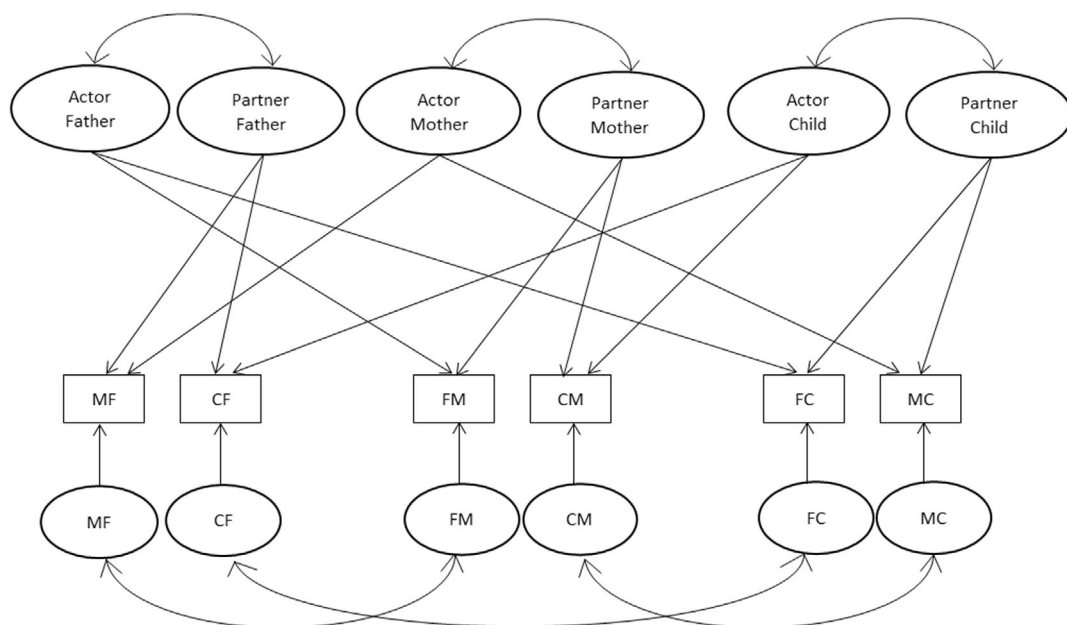 Actor
Father
Partner
Father
Actor
Mother
Partner
Mother
Actor
Child
Partner
Child
MF
CF
FM
CM
FC
MC
MF
CF
FM
CM
FC
MC